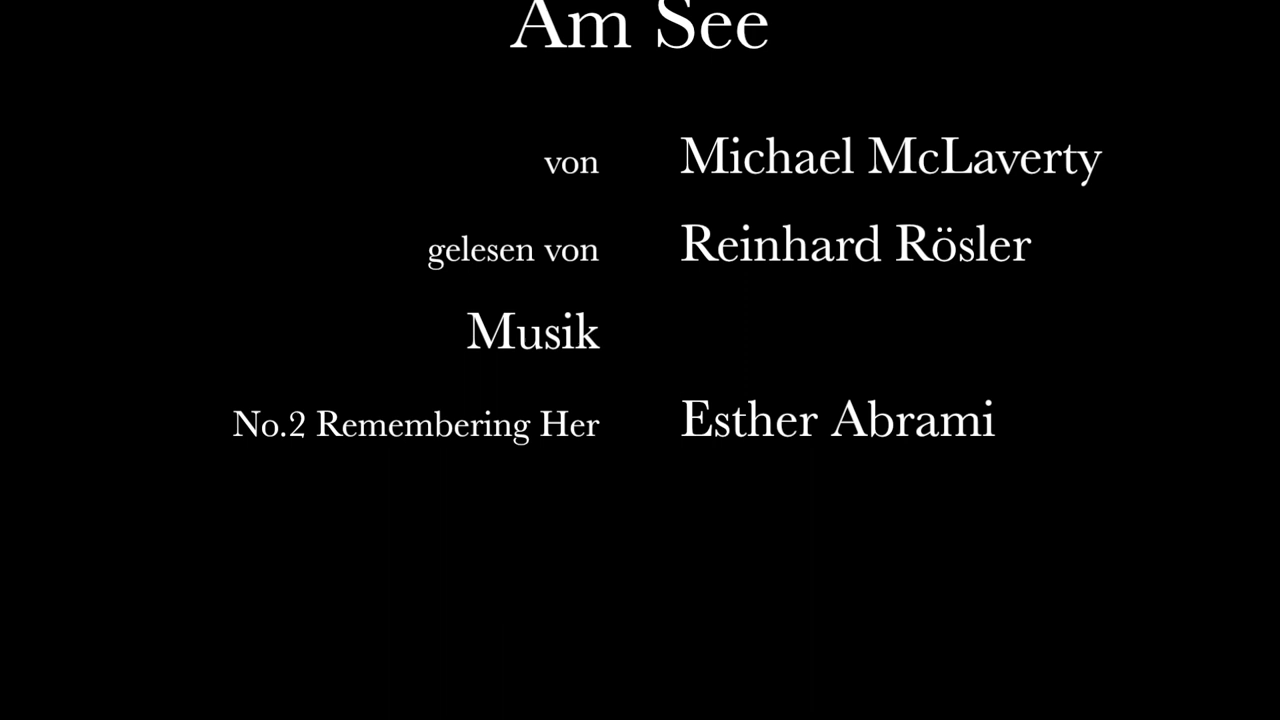 Am See
von Michael McLaverty
gelesen von Reinhard Rösler
Musik
No.2 Remembering Her Esther Abrami